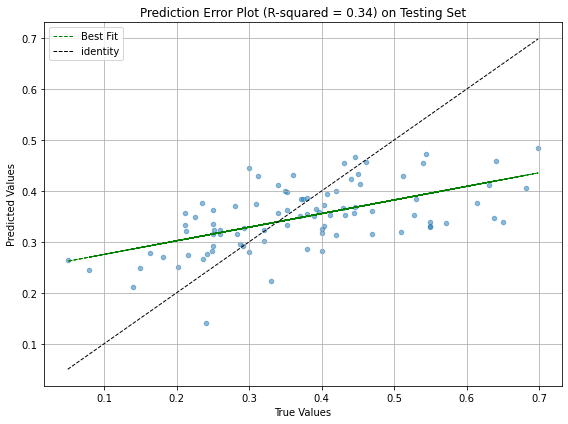 Prediction Error Plot (R-squared = 0.34) on Testing Set
Best Fit
identity
0.7
0.6
0.5
0.4
0.3
0.2
0.1
Predicted Values
0.1 0.2 0.3 0.4 0.5 0.6 0.7
True Values